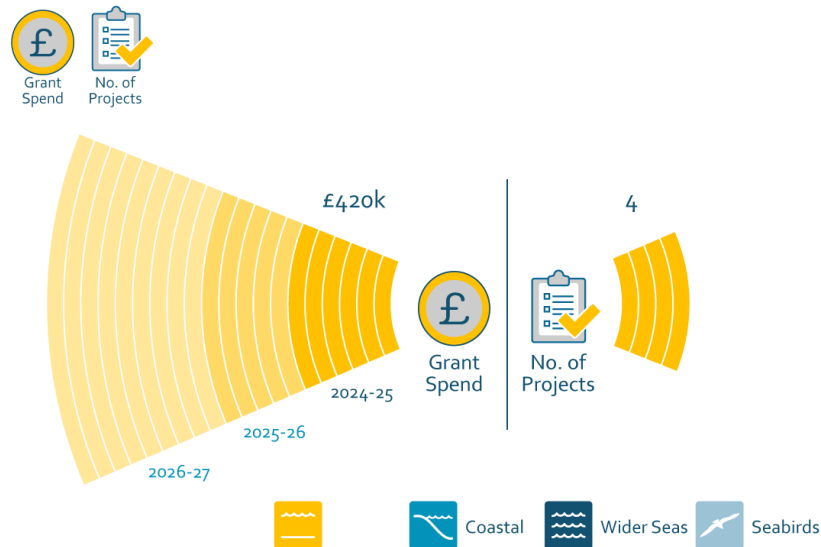 £
Grant
Spend
No. of
Projects
£420k
4
£
Grant
Spend
No. of
Projects
2024-25
2025-26
2026-27
Coastal
Wider Seas
Seabirds